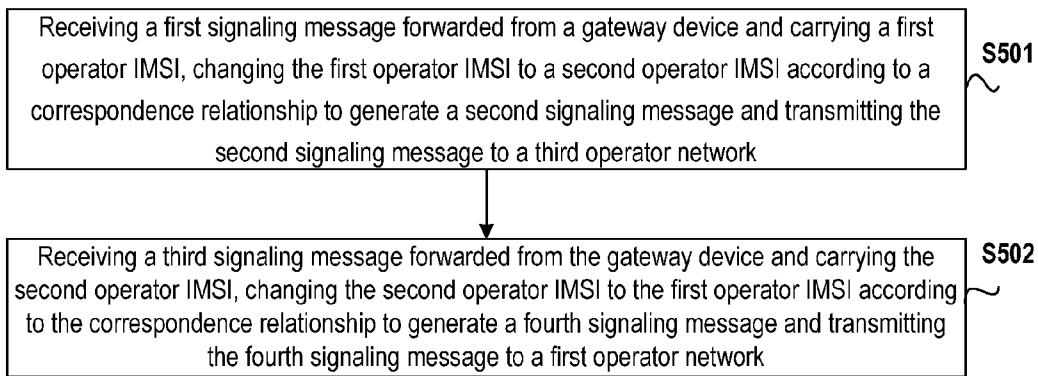 Receiving a first signaling message forwarded from a gateway device and carrying a first
operator IMSI, changing the first operator IMSI to a second operator IMSI according to a
correspondence relationship to generate a second signaling message and transmitting the
second signaling message to a third operator network
S501
Receiving a third signaling message forwarded from the gateway device and carrying the
second operator IMSI, changing the second operator IMSI to the first operator IMSI according
to the correspondence relationship to generate a fourth signaling message and transmitting
the fourth signaling message to a first operator network
S502